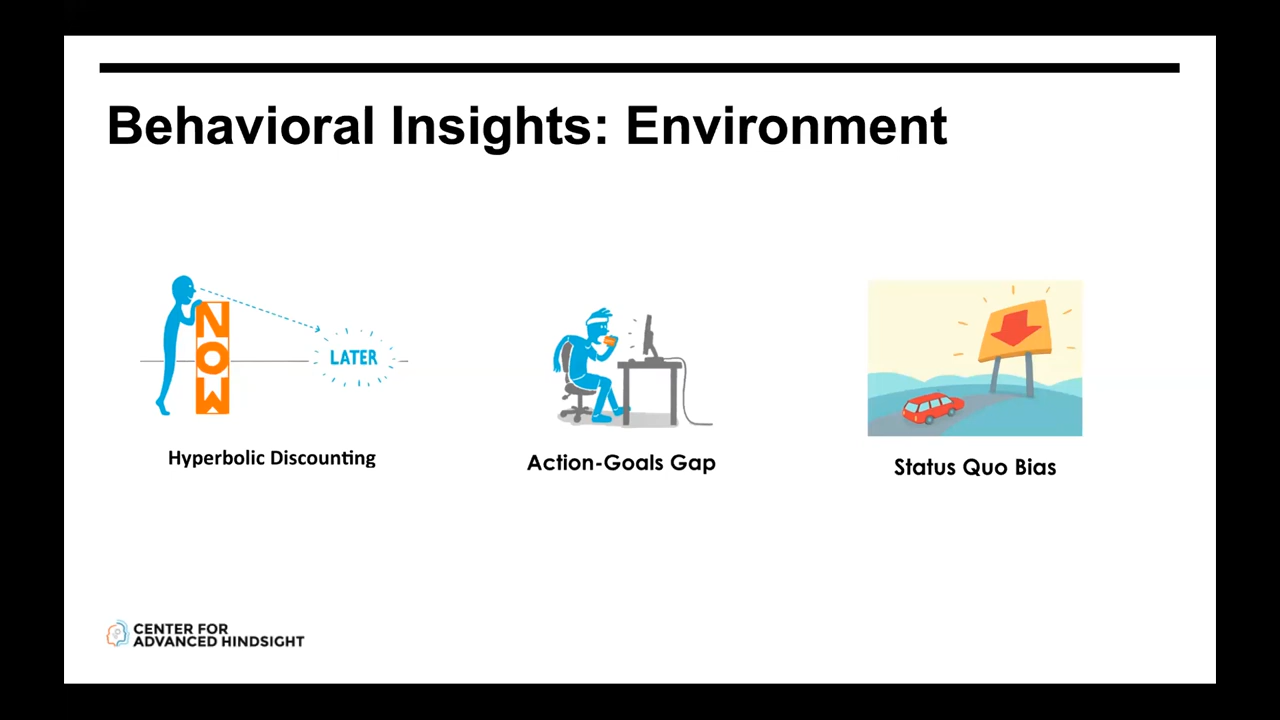 Behavioral Insights: Environment
NOW
LATER
Hyperbolic Discounting
Action-Goals Gap
Status Quo Bias
CENTER FOR
ADVANCED HINDSIGHT